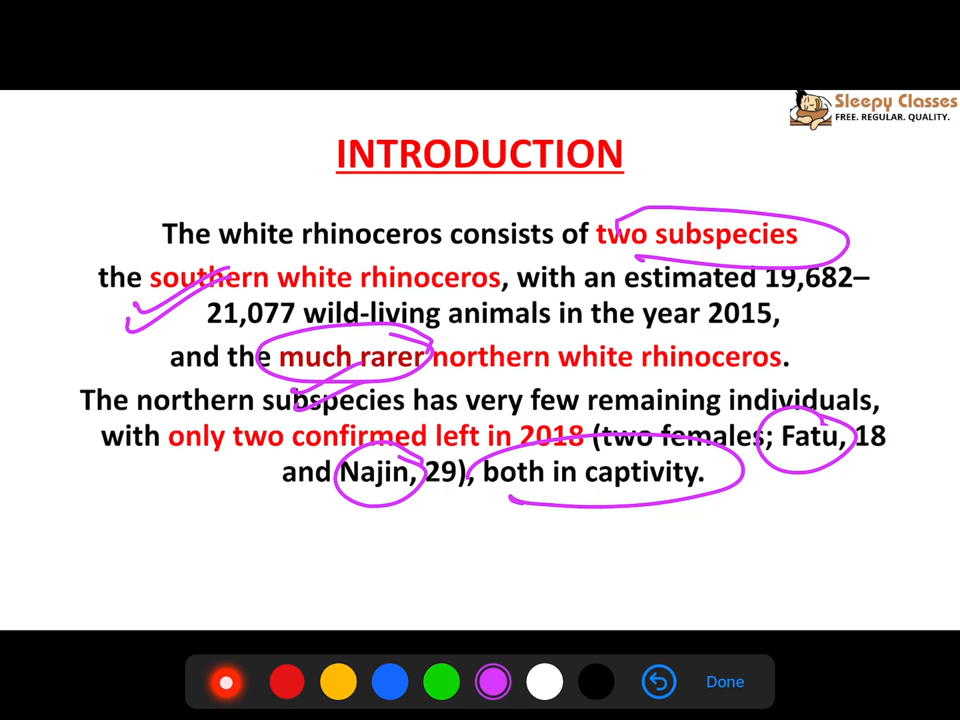 Sleepy Classes
FREE. REGULAR. QUALITY.
INTRODUCTION
The white rhinoceros consists of two subspecies
the southern white rhinoceros, with an estimated 19,682–
21,077 wild-living animals in the year 2015,
and the much rarer northern white rhinoceros.
The northern subspecies has very few remaining individuals,
with only two confirmed left in 2018 (two females; Fatu, 18
and Najin, 29), both in captivity.
Done